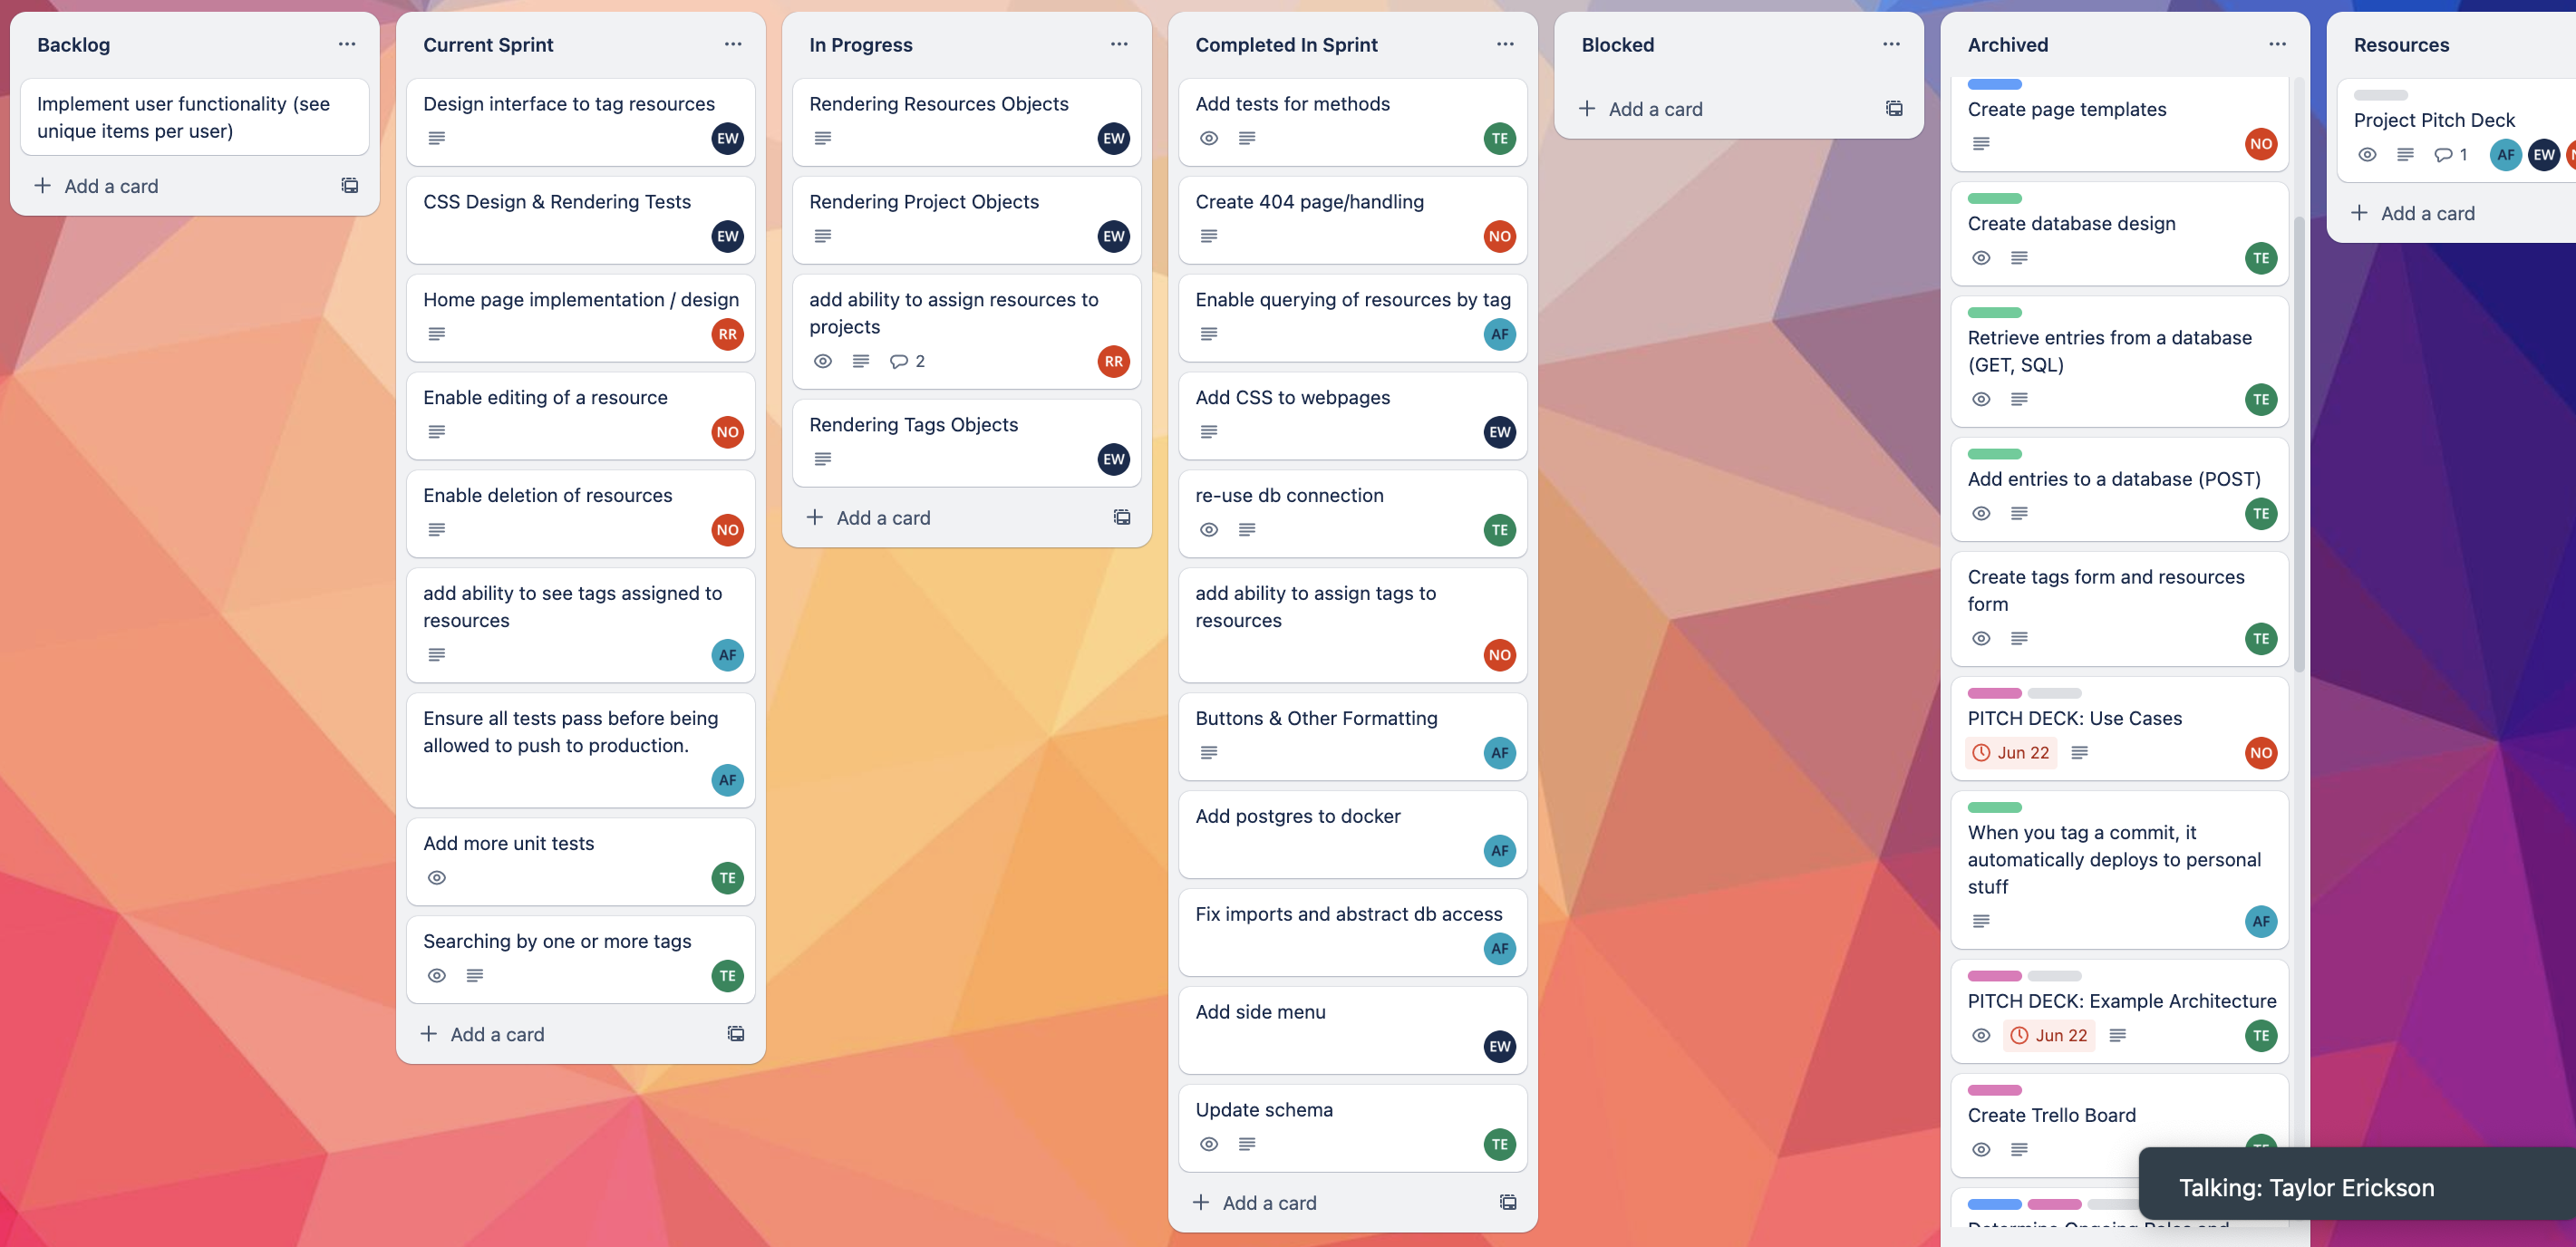 Backlog
Implement user functionality (see
unique items per user)
Add a card
Current Sprint
Design interface to tag resources
EW
CSS Design & Rendering Tests
EW
Home page implementation / design
RR
Enable editing of a resource
NO
Enable deletion of resources
NO
add ability to see tags assigned to
resources
AF
Ensure all tests pass before being
allowed to push to production.
AF
Add more unit tests
TE
Searching by one or more tags
TE
Add a card
In Progress
Rendering Resources Objects
EW
Rendering Project Objects
EW
add ability to assign resources to
projects
2
RR
Rendering Tags Objects
EW
Add a card
Completed In Sprint
Add tests for methods
TE
Create 404 page/handling
NO
Enable querying of resources by tag
AF
Add CSS to webpages
EW
re-use db connection
TE
add ability to assign tags to
resources
NO
Buttons & Other Formatting
AF
Add postgres to docker
AF
Fix imports and abstract db access
AF
Add side menu
EW
Update schema
TE
Add a card
Blocked
Add a card
Archived
Create page templates
NO
Create database design
TE
Retrieve entries from a database
(GET, SQL)
TE
Add entries to a database (POST)
TE
Create tags form and resources
form
TE
PITCH DECK: Use Cases
Jun 22
NO
When you tag a commit, it
automatically deploys to personal
stuff
AF
PITCH DECK: Example Architecture
Jun 22
TE
Create Trello Board
Resources
Project Pitch Deck
1
AF
EW
Add a card
Talking: Taylor Erickson